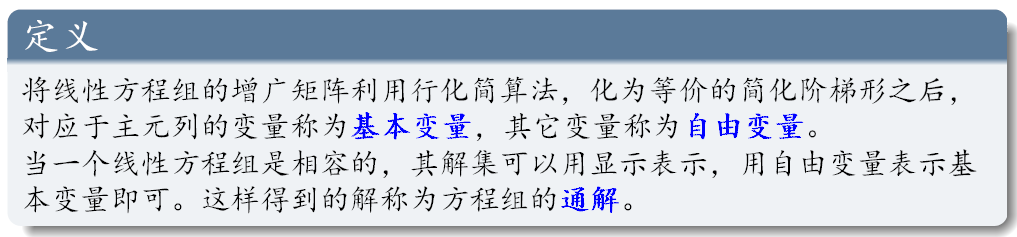 定义
将线性方程组的增广矩阵利用行化简算法，化为等价的简化阶梯形之后，
对应于主元列的变量称为基本变量，其它变量称为自由变量。
当一个线性方程组是相容的，其解集可以用显示表示，用自由变量表示基
本变量即可。这样得到的解称为方程组的通解。